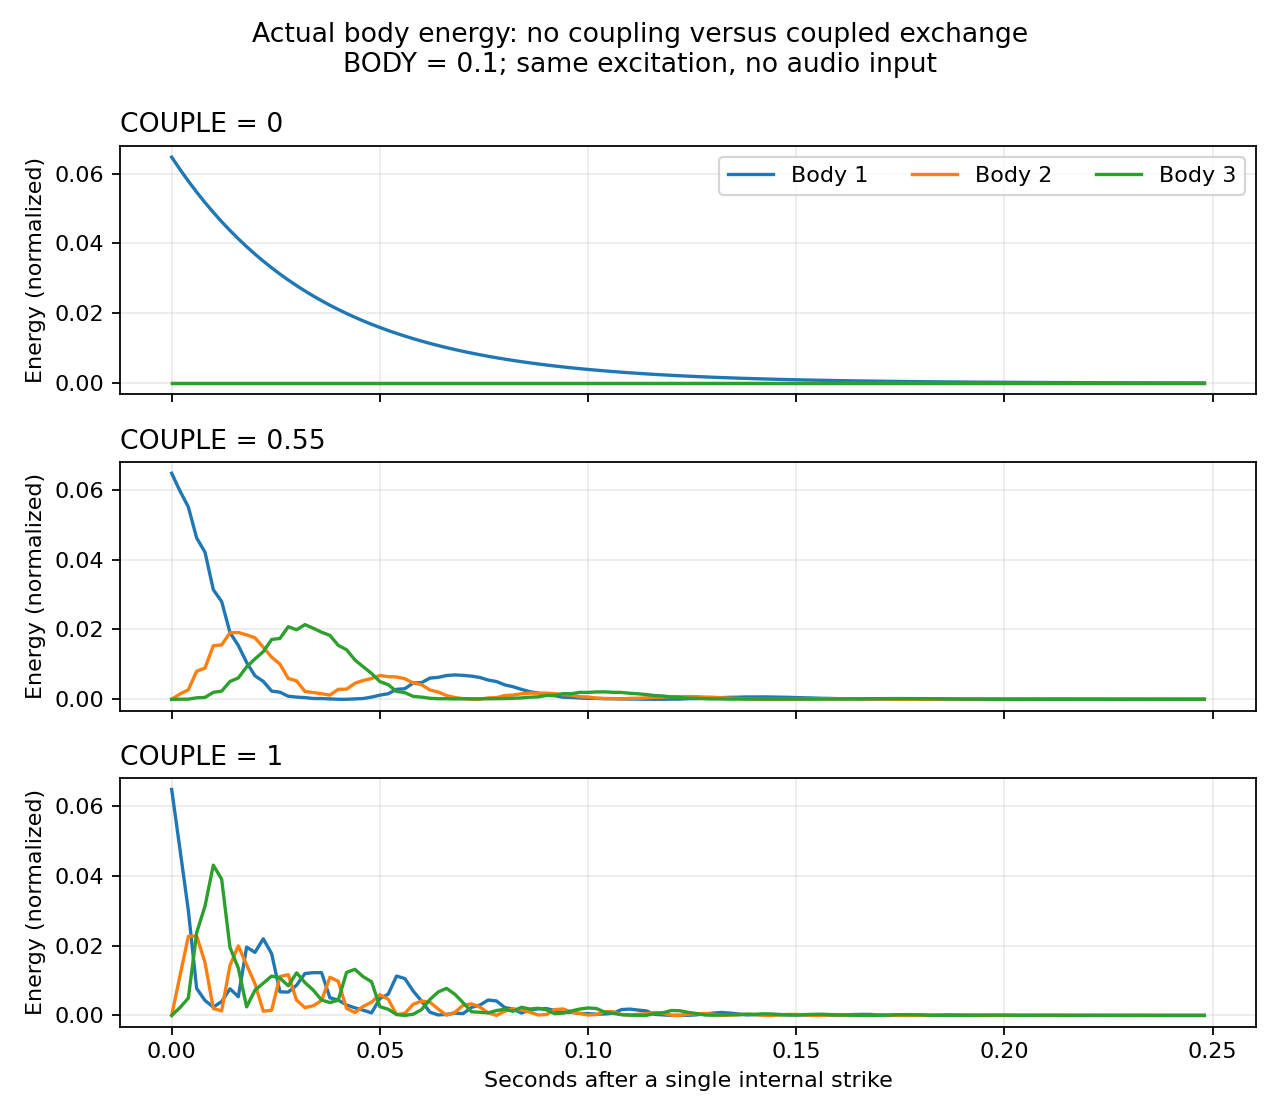 Actual body energy: no coupling versus coupled exchange
BODY = 0.1; same excitation, no audio input
COUPLE = 0
Energy (normalized)
0.06
0.04
0.02
0.00
Body 1
Body 2
Body 3
COUPLE = 0.55
Energy (normalized)
0.06
0.04
0.02
0.00
COUPLE = 1
Energy (normalized)
0.06
0.04
0.02
0.00
0.00
0.05
0.10
0.15
0.20
0.25
Seconds after a single internal strike